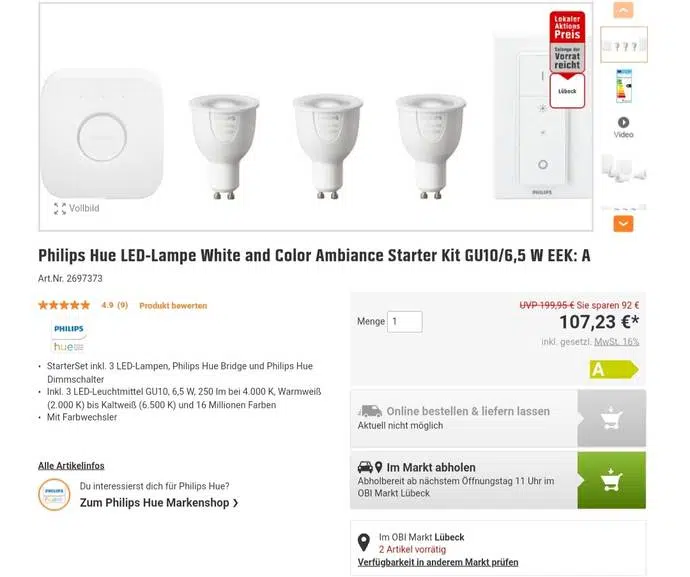 Lokaler
Aktions
Preis
Solange der
Vorrat
reicht
Lübeck
PHILIPS
Vollbild
Video
Philips Hue LED-Lampe White and Color Ambiance Starter Kit GU10/6,5 W EEK: A
Art.Nr. 2697373
4.9 (9) Produkt bewerten
PHILIPS
hue
• StarterSet inkl. 3 LED-Lampen, Philips Hue Bridge und Philips Hue
Dimmschalter
• Inkl. 3 LED-Leuchtmittel GU10, 6,5 W, 250 lm bei 4.000 K, Warmweiß
(2.000 K) bis Kaltweiß (6.500 K) und 16 Millionen Farben
• Mit Farbwechsler
Alle Artikelinfos
PHILIPS
Du interessierst dich für Philips Hue?
Zum Philips Hue Markenshop
UVP 199,95 € Sie sparen 92 €
Menge 1
107,23 €*
inkl. gesetzl. MwSt. 16%
A
Online bestellen & liefern lassen
Aktuell nicht möglich
Im Markt abholen
Abholbereit ab nächstem Öffnungstag 11 Uhr im
OBI Markt Lübeck
Im OBI Markt Lübeck
2 Artikel vorrätig
Verfügbarkeit in anderem Markt prüfen